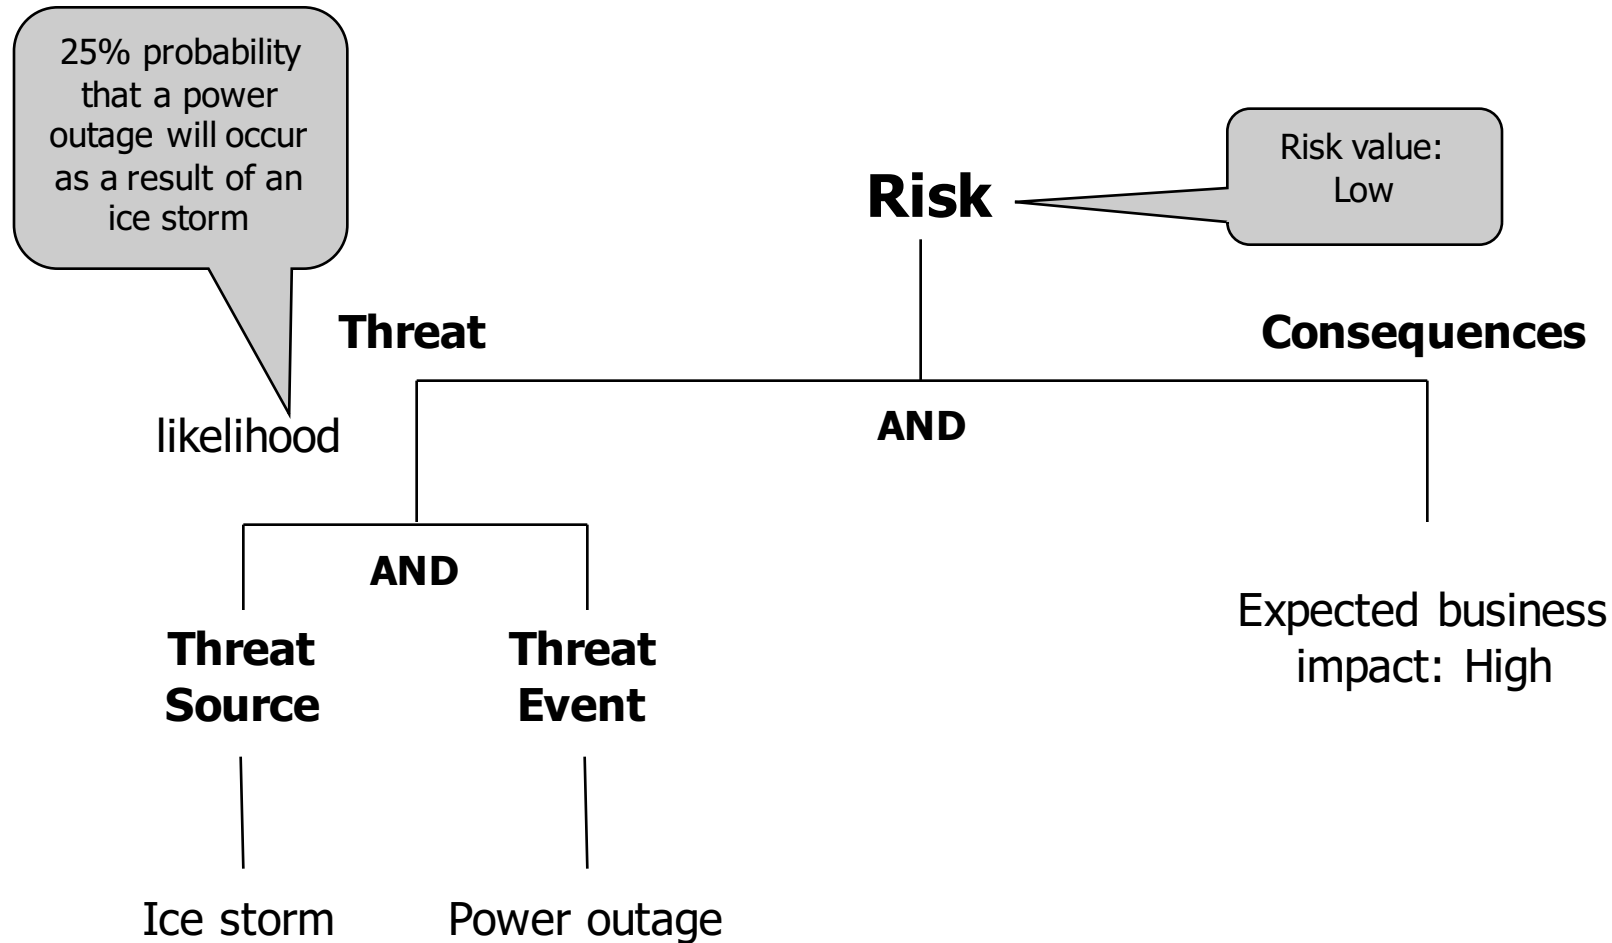 25% probability
that a power
outage will occur
as a result of an
ice storm
Risk value:
Low
Risk
Threat
Consequences
likelihood
AND
AND
Threat
Source
Threat
Event
Expected business
impact: High
Ice storm
Power outage